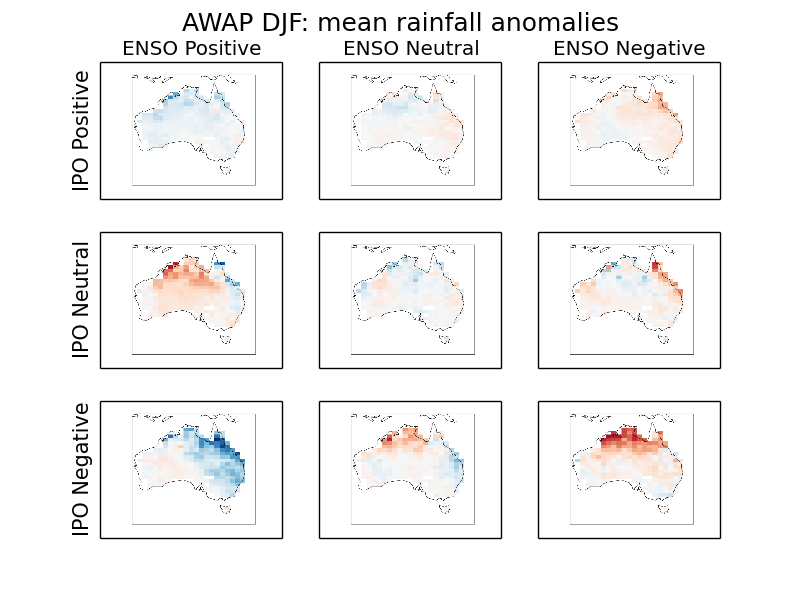 AWAP DJF: mean rainfall anomalies
ENSO Positive
ENSO Neutral
ENSO Negative
IPO Positive
IPO Neutral
IPO Negative